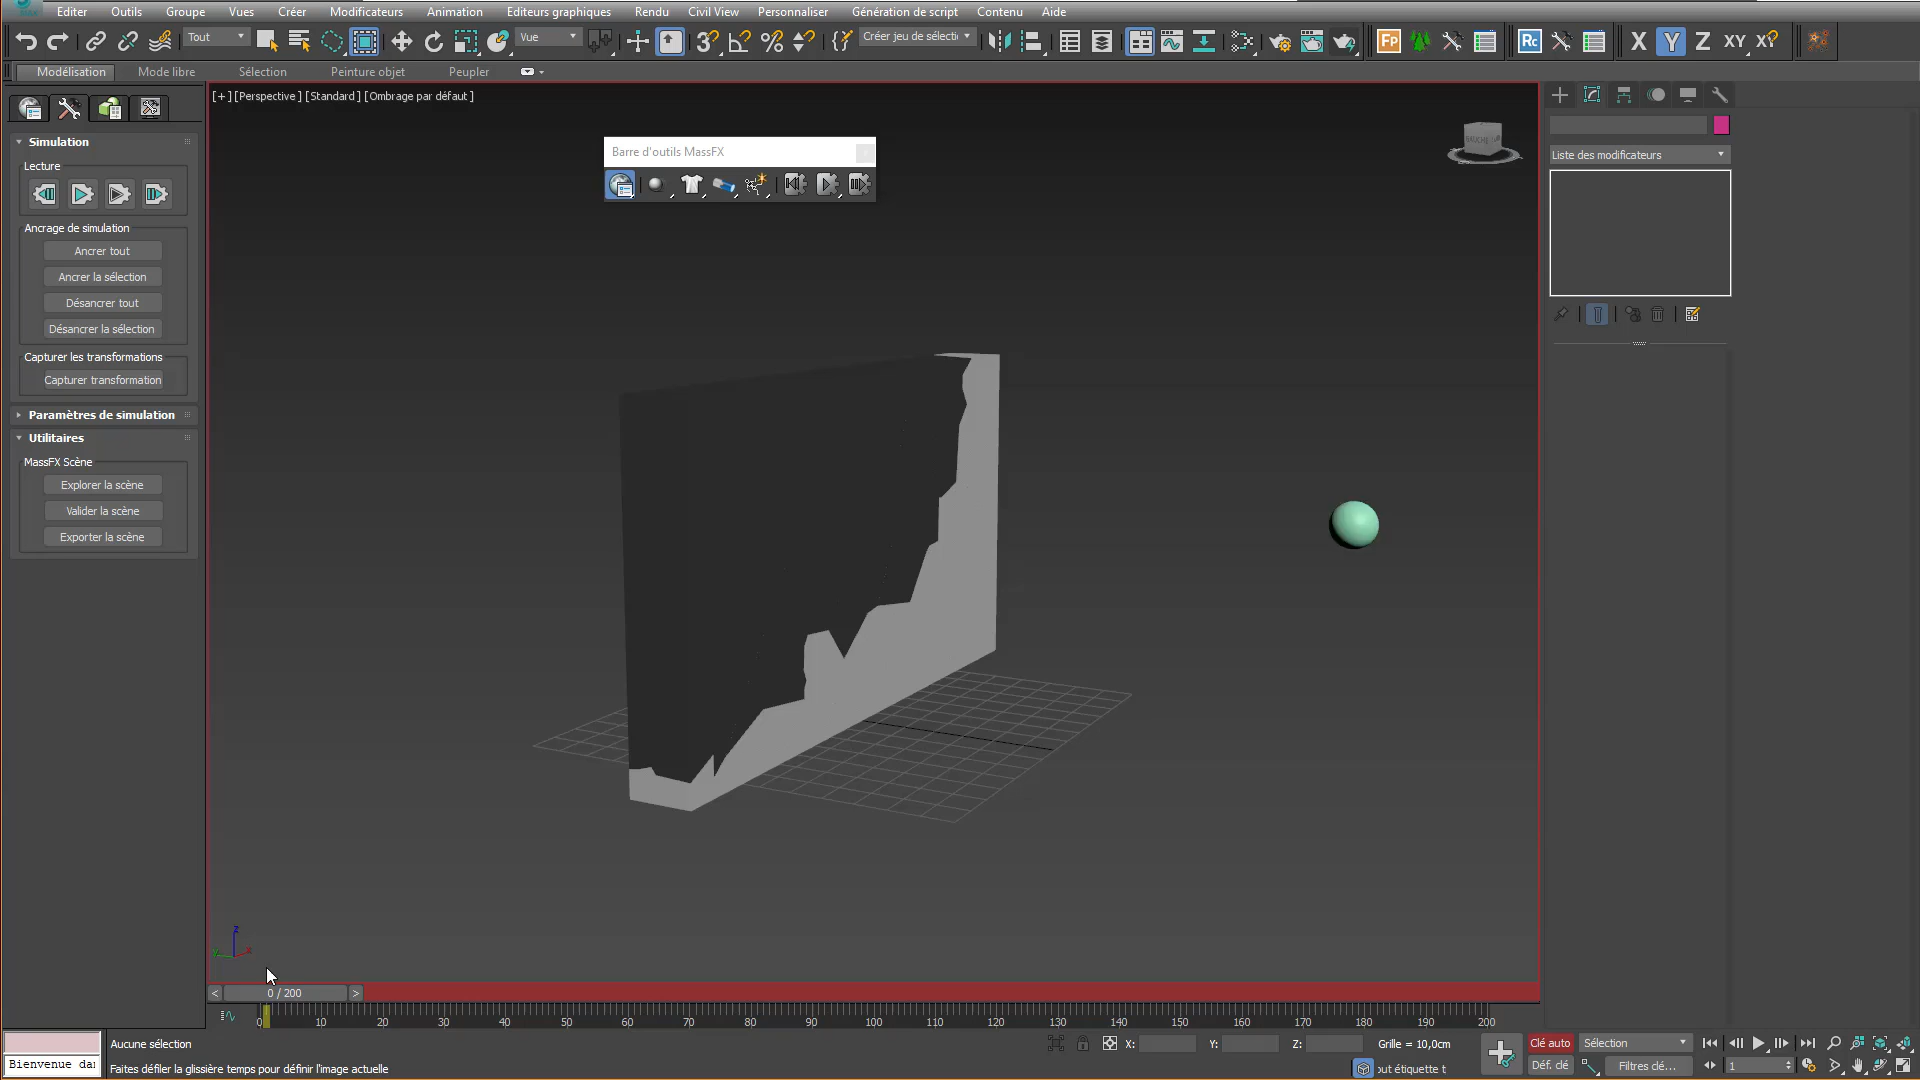 Editer Outils Groupe Vues Créer Modificateurs Animation Editeurs graphiques Rendu Civil View Personnaliser Génération de script Contenu Aide
Tout Vue Créer jeu de sélecti Fp Rc X Y Z XY XY
Modélisation Mode libre Sélection Peinture objet Peupler
[+] [Perspective] [Standard] [Ombrage par défaut]
Simulation
Lecture
Ancrage de simulation
Ancrer tout
Ancrer la sélection
Désancrer tout
Désancrer la sélection
Capturer les transformations
Capturer transformation
Paramètres de simulation
Utilitaires
MassFX Scène
Explorer la scène
Valider la scène
Exporter la scène
Barre d'outils MassFX
Liste des modificateurs
z
x
< 0 / 200 >
0 10 20 30 40 50 60 70 80 90 100 110 120 130 140 150 160 170 180 190 200
Bienvenue dan
Aucune sélection
Faites défiler la glissière temps pour définir l'image actuelle
X: Y: Z: Grille = 10,0cm
out étiquette t
Clé auto Sélection
Déf. clé Filtres clé... 1